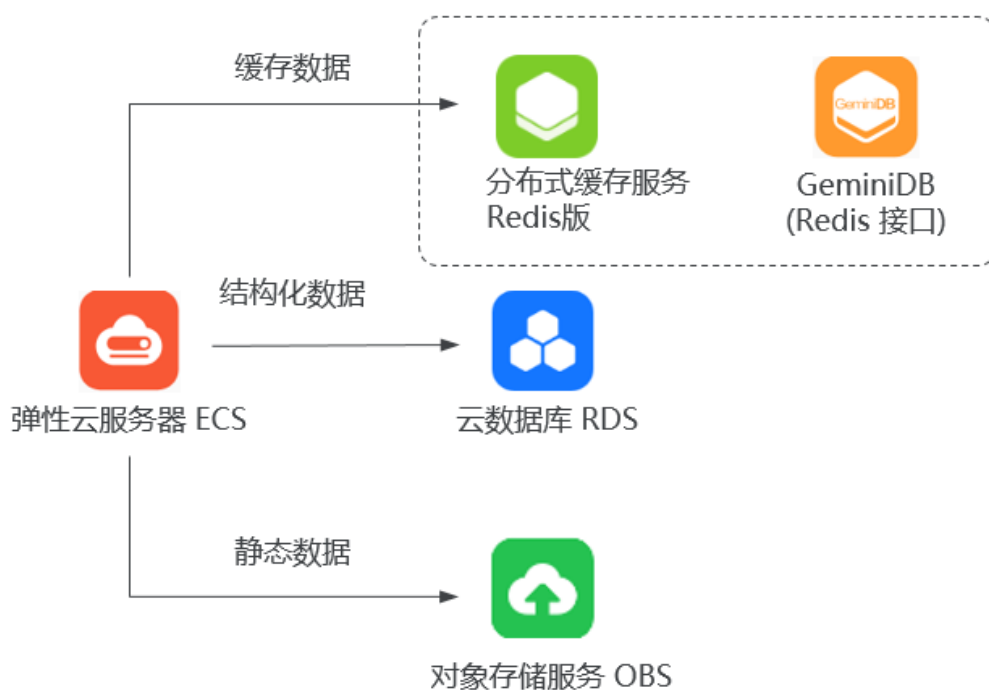 缓存数据
GeminiDB
分布式缓存服务
Redis版
GeminiDB
(Redis 接口)
结构化数据
弹性云服务器 ECS
云数据库 RDS
静态数据
对象存储服务 OBS